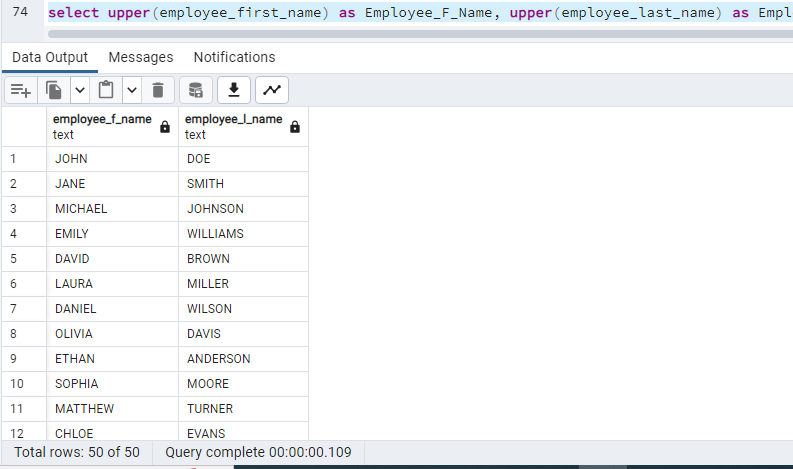 74 select upper(employee_first_name) as Employee_F_Name, upper(employee_last_name) as Empl
Data Output Messages Notifications
employee_f_name employee_l_name
text text
1 JOHN DOE
2 JANE SMITH
3 MICHAEL JOHNSON
4 EMILY WILLIAMS
5 DAVID BROWN
6 LAURA MILLER
7 DANIEL WILSON
8 OLIVIA DAVIS
9 ETHAN ANDERSON
10 SOPHIA MOORE
11 MATTHEW TURNER
12 CHLOE EVANS
Total rows: 50 of 50 Query complete 00:00:00.109